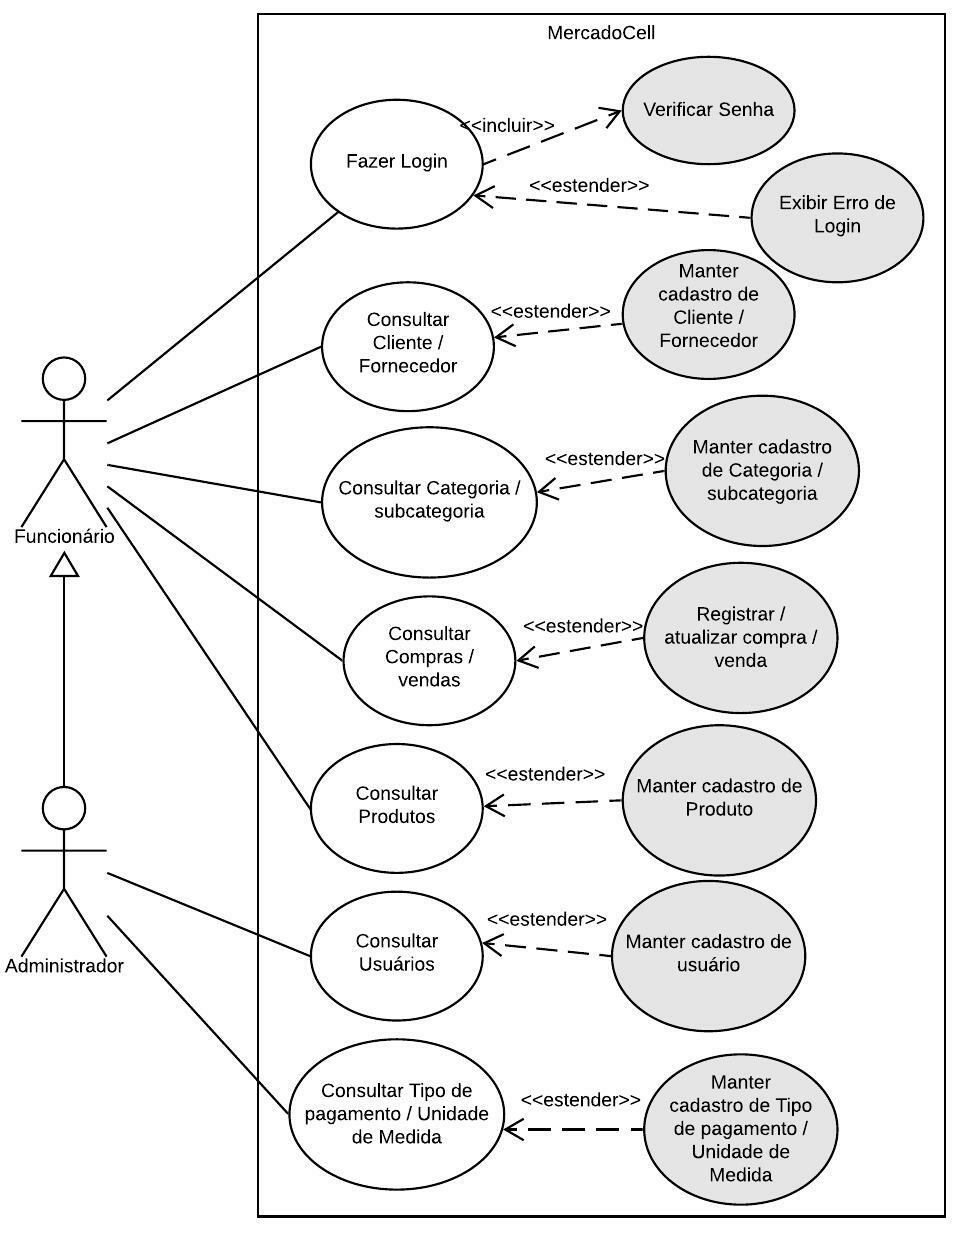 MercadoCell
Verificar Senha
<<incluir>>
Fazer Login
<<estender>>
Exibir Erro de
Login
Manter
cadastro de
Cliente /
Fornecedor
<<estender>>
Consultar
Cliente /
Fornecedor
Manter cadastro
de Categoria /
subcategoria
<<estender>>
Consultar Categoria /
subcategoria
Funcionário
Registrar /
atualizar compra /
venda
<<estender>>
Consultar
Compras /
vendas
<<estender>>
Manter cadastro de
Produto
Consultar
Produtos
<<estender>>
Manter cadastro de
usuário
Consultar
Usuários
Administrador
Manter
cadastro de Tipo
de pagamento /
Unidade de
Medida
<<estender>>
Consultar Tipo de
pagamento / Unidade
de Medida